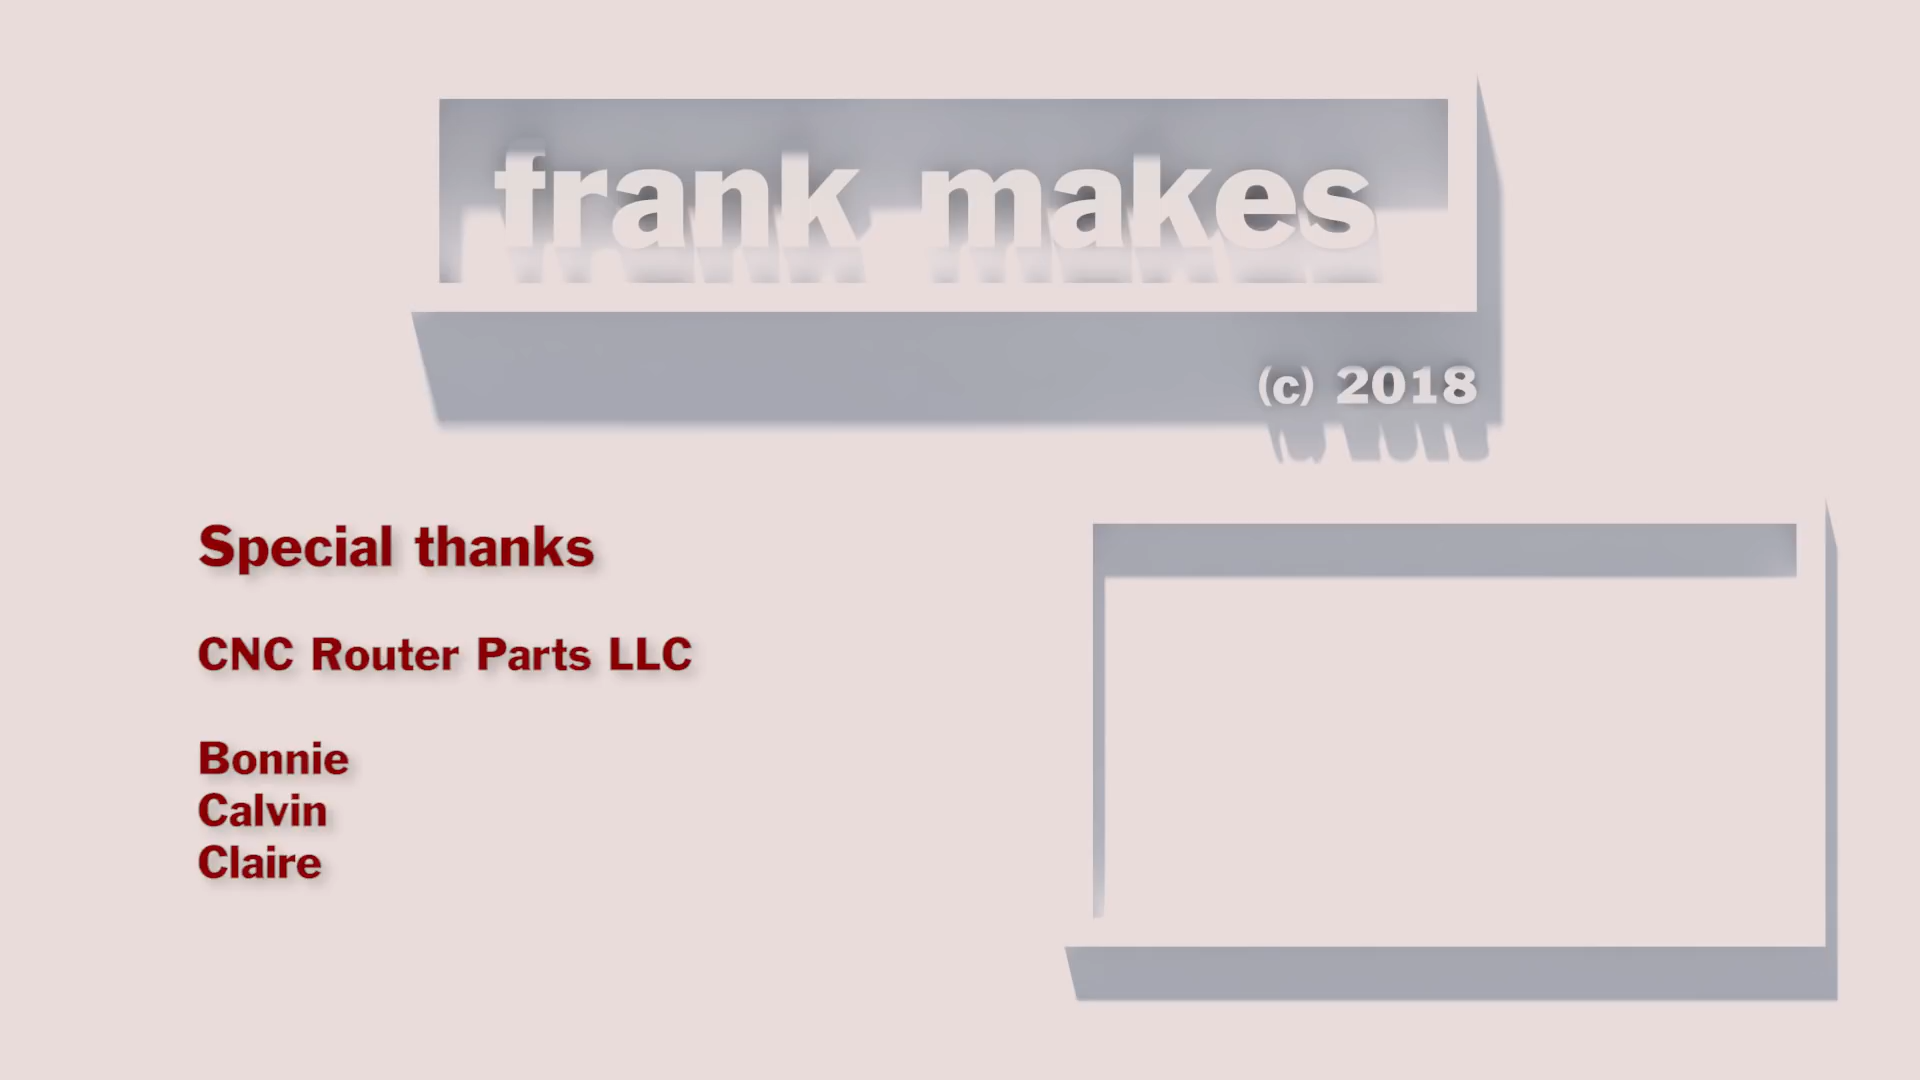 frank makes
(c) 2018
Special thanks
CNC Router Parts LLC
Bonnie
Calvin
Claire